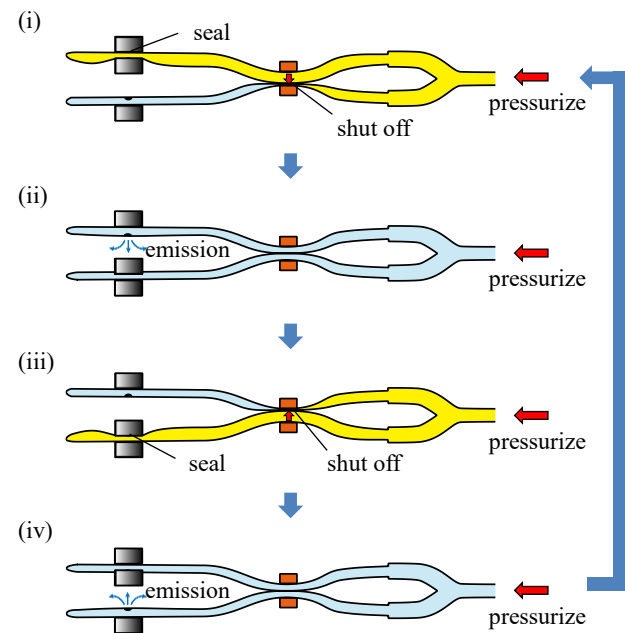 (i)
seal
pressurize
shut off
(ii)
emission
pressurize
(iii)
pressurize
seal
shut off
(iv)
emission
pressurize